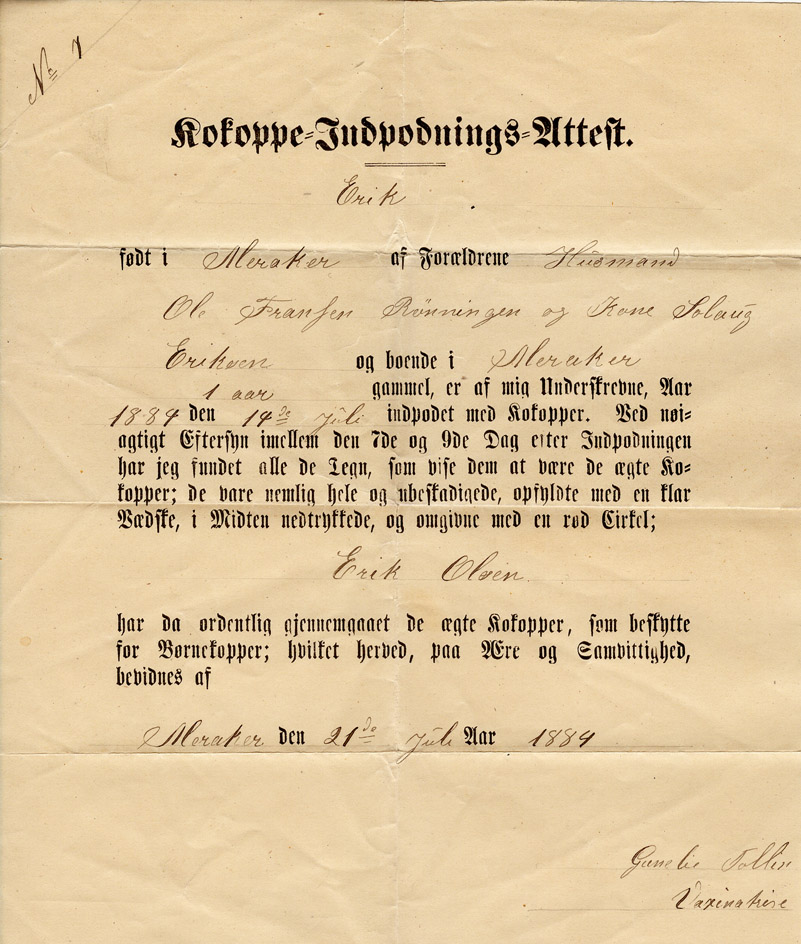 No 7
Kokoppe-Indpodnings-Attest.
Erik
født i Meraker af Forældrene Husmand
Ole Fransen Rönningen og Kone Solaug
Eriksen og boende i Meraker
1 aar gammel, er af mig Underskrevne, Aar
1884 den 14de Juli indpodet med Kokopper. Ved nøi-
agtigt Eftersyn imellem den 7de og 9de Dag efter Indpodningen
har jeg fundet alle de Tegn, som vise dem at være de ægte Ko-
kopper; de vare nemlig hele og ubeskadigede, opfyldte med en klar
Vædske, i Midten nedtrykkede, og omgivne med en rød Cirkel;
Erik Olsen
har da ordentlig gjennemgaaet de ægte Kokopper, som beskytte
for Børnekopper; hvilket herved, paa Ære og Samvittighed,
bevidnes af
Meraker den 21de Juli Aar 1884